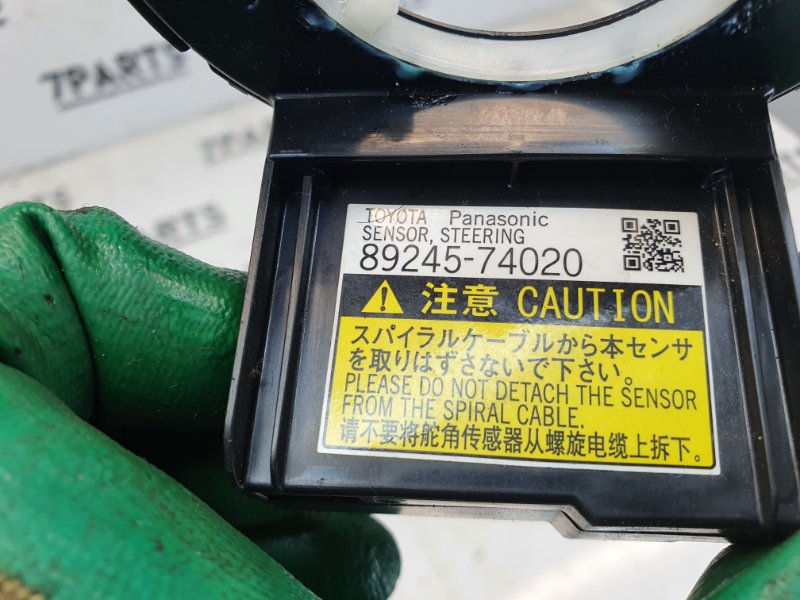 7PARTS
PARTS
TOYOTA Panasonic
SENSOR, STEERING
89245-74020
注意 CAUTION
スパイラルケーブルから本センサ
を取りはずさないで下さい。
PLEASE DO NOT DETACH THE SENSOR
FROM THE SPIRAL CABLE.
请不要将舵角传感器从螺旋电缆上拆下。